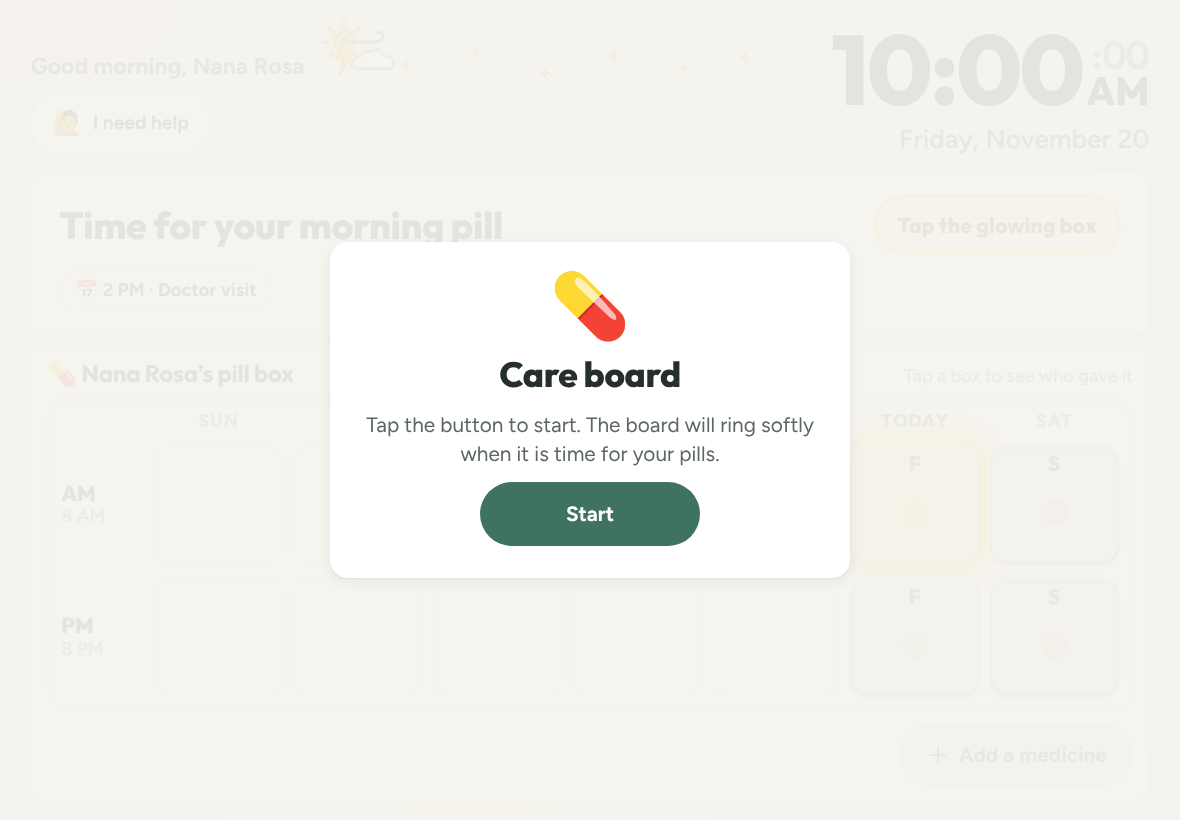 Good morning, Nana Rosa
I need help
10:00
:00
AM
Friday, November 20
Time for your morning pill
Tap the glowing box
2 PM · Doctor visit
Care board
Tap the button to start. The board will ring softly
when it is time for your pills.
Start
Nana Rosa’s pill box
Tap a box to see who gave it
SUN
TODAY
SAT
AM
8 AM
F
S
PM
8 PM
F
S
+ Add a medicine